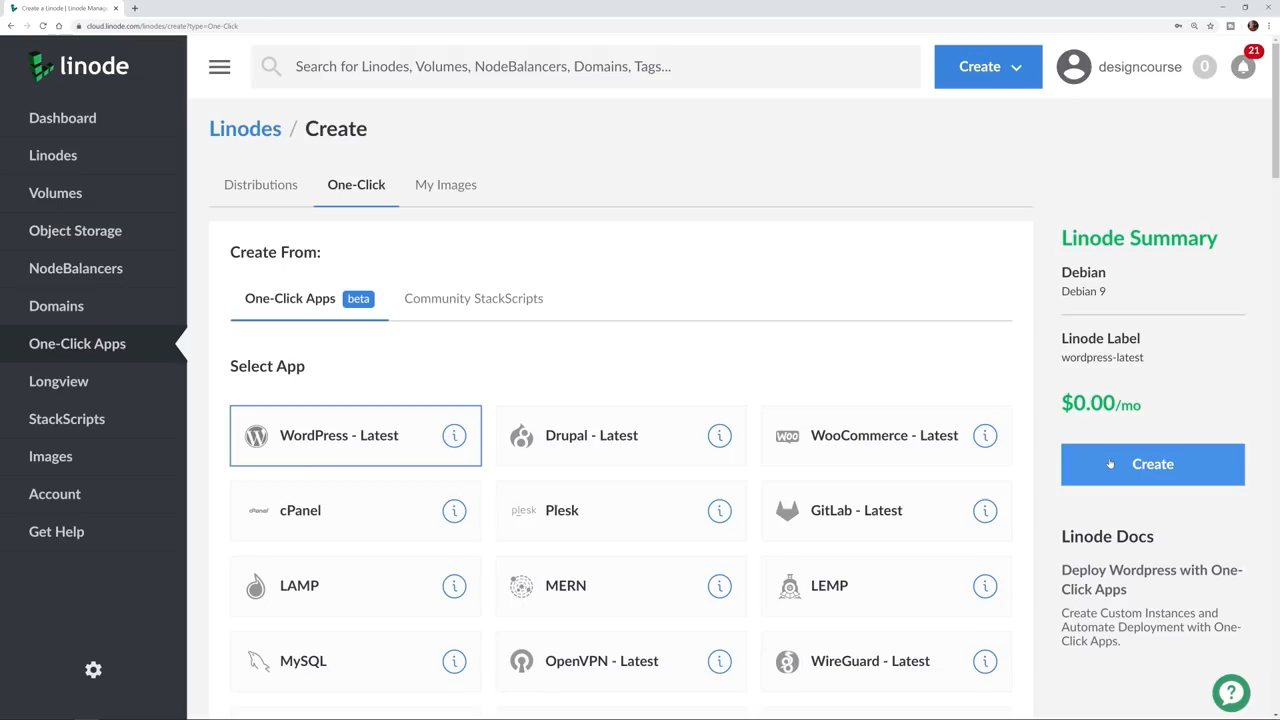 Create a Linode | Linode Manag
cloud.linode.com/linodes/create?type=One-Click
linode
Search for Linodes, Volumes, NodeBalancers, Domains, Tags...
Create
designcourse
0
21
Dashboard
Linodes
Volumes
Object Storage
NodeBalancers
Domains
One-Click Apps
Longview
StackScripts
Images
Account
Get Help
Linodes / Create
Distributions
One-Click
My Images
Create From:
One-Click Apps beta
Community StackScripts
Select App
WordPress - Latest
Drupal - Latest
WOO
WooCommerce - Latest
cPanel
cPanel
plesk
Plesk
GitLab - Latest
LAMP
MERN
LEMP
MySQL
OpenVPN - Latest
WireGuard - Latest
Linode Summary
Debian
Debian 9
Linode Label
wordpress-latest
$0.00/mo
Create
Linode Docs
Deploy Wordpress with One-
Click Apps
Create Custom Instances and
Automate Deployment with One-
Click Apps.